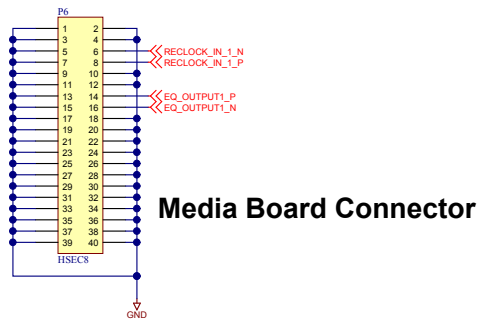 P6
1 2
3 4
5 6 RECLOCK_IN_1_N
7 8 RECLOCK_IN_1_P
9 10
11 12
13 14 EQ_OUTPUT1_P
15 16 EQ_OUTPUT1_N
17 18
19 20
21 22
23 24
25 26
27 28
29 30
31 32
33 34
35 36
37 38
39 40
HSEC8
Media Board Connector
GND